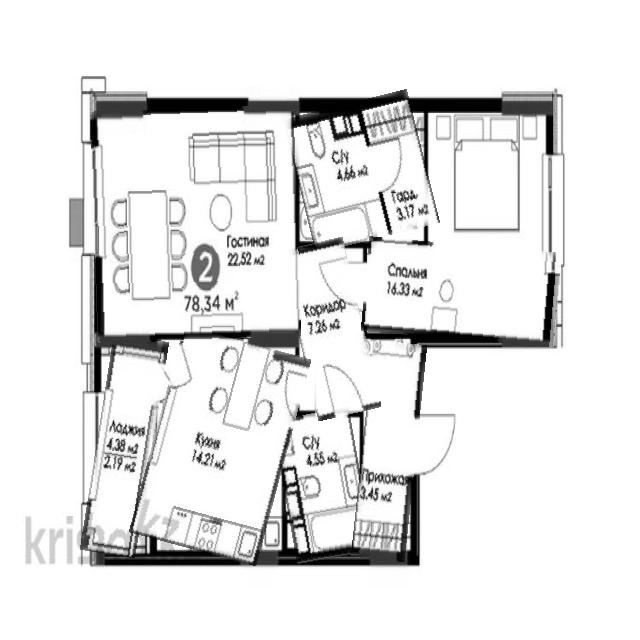 С/У
4.66 м2
Гард.
3.17 м2
Гостиная
22.52 м2
2
78,34 м²
Спальня
16.33 м2
Коридор
7.26 м2
Лоджия
4.38 м2
2.19 м2
Кухня
14.21 м2
С/У
4.55 м2
Прихожая
3.45 м2